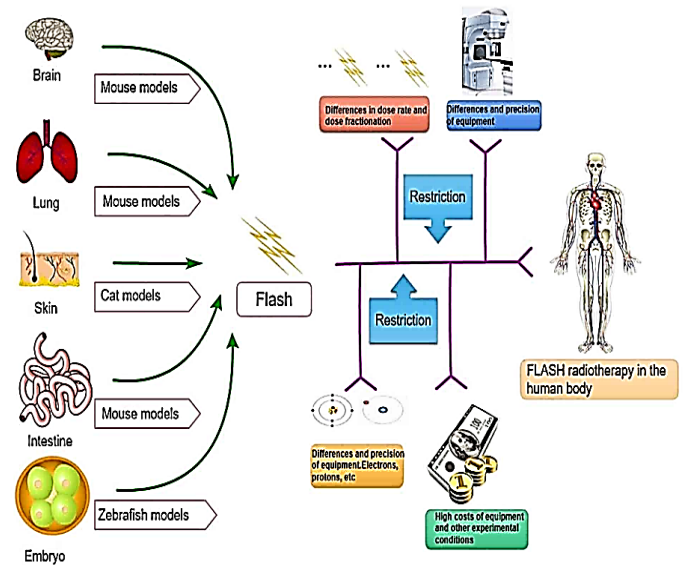 Brain
Mouse models
Lung
Mouse models
Skin
Cat models
Intestine
Mouse models
Embryo
Zebrafish models
Flash
Differences in dose rate and
dose fractionation
Differences and precision
of equipment
Restriction
Restriction
Differences and precision
of equipment.Electrons,
protons, etc
High costs of equipment
and other experimental
conditions
FLASH radiotherapy in the
human body
100